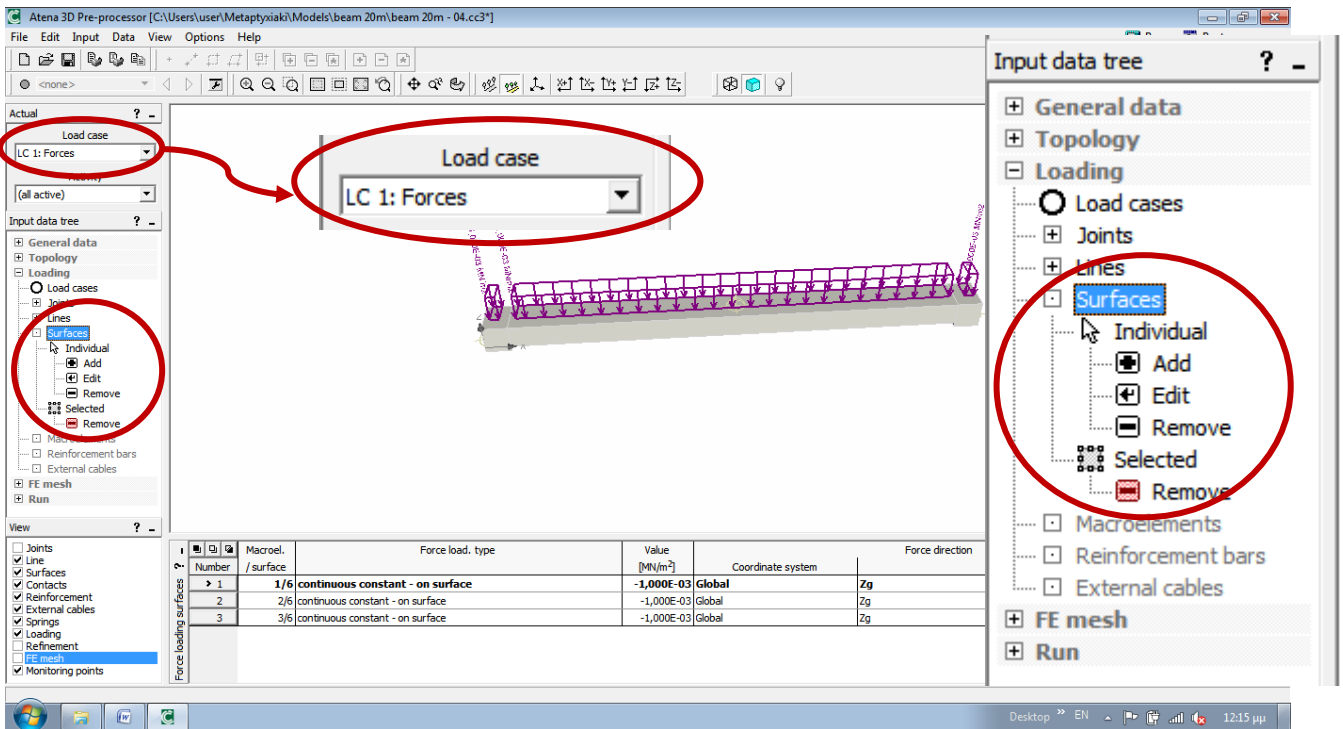 Atena 3D Pre-processor [C:\Users\user\Metaptyxiaki\Models\beam 20m\beam 20m - 04.cc3*]
File Edit Input Data View Options Help
<none>
Actual ? _
Load case
LC 1: Forces
Activity
(all active)
Input data tree ? _
General data
Topology
Loading
Load cases
Joints
Lines
Surfaces
Individual
Add
Edit
Remove
Selected
Remove
Macroelements
Reinforcement bars
External cables
FE mesh
Run
View ? _
Joints
Line
Surfaces
Contacts
Reinforcement
External cables
Springs
Loading
Refinement
FE mesh
Monitoring points
Load case
LC 1: Forces
Force loading surfaces
Macroel. Force load. type Value Force direction
Number / surface [MN/m²] Coordinate system
> 1 1/6 continuous constant - on surface -1,000E-03 Global Zg
2 2/6 continuous constant - on surface -1,000E-03 Global Zg
3 3/6 continuous constant - on surface -1,000E-03 Global Zg
Input data tree ? _
General data
Topology
Loading
Load cases
Joints
Lines
Surfaces
Individual
Add
Edit
Remove
Selected
Remove
Macroelements
Reinforcement bars
External cables
FE mesh
Run
Desktop » EN 12:15 μμ